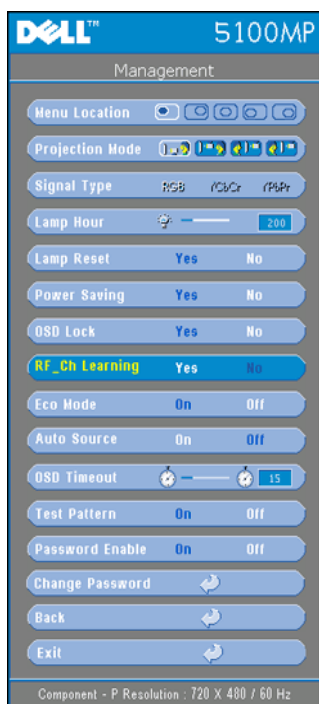 DELL™ 5100MP
Management
Menu Location
Projection Mode
Signal Type RGB YCbCr YPbPr
Lamp Hour 200
Lamp Reset Yes No
Power Saving Yes No
OSD Lock Yes No
RF_Ch Learning Yes No
Eco Mode On Off
Auto Source On Off
OSD Timeout 15
Test Pattern On Off
Password Enable On Off
Change Password
Back
Exit
Component - P Resolution : 720 X 480 / 60 Hz